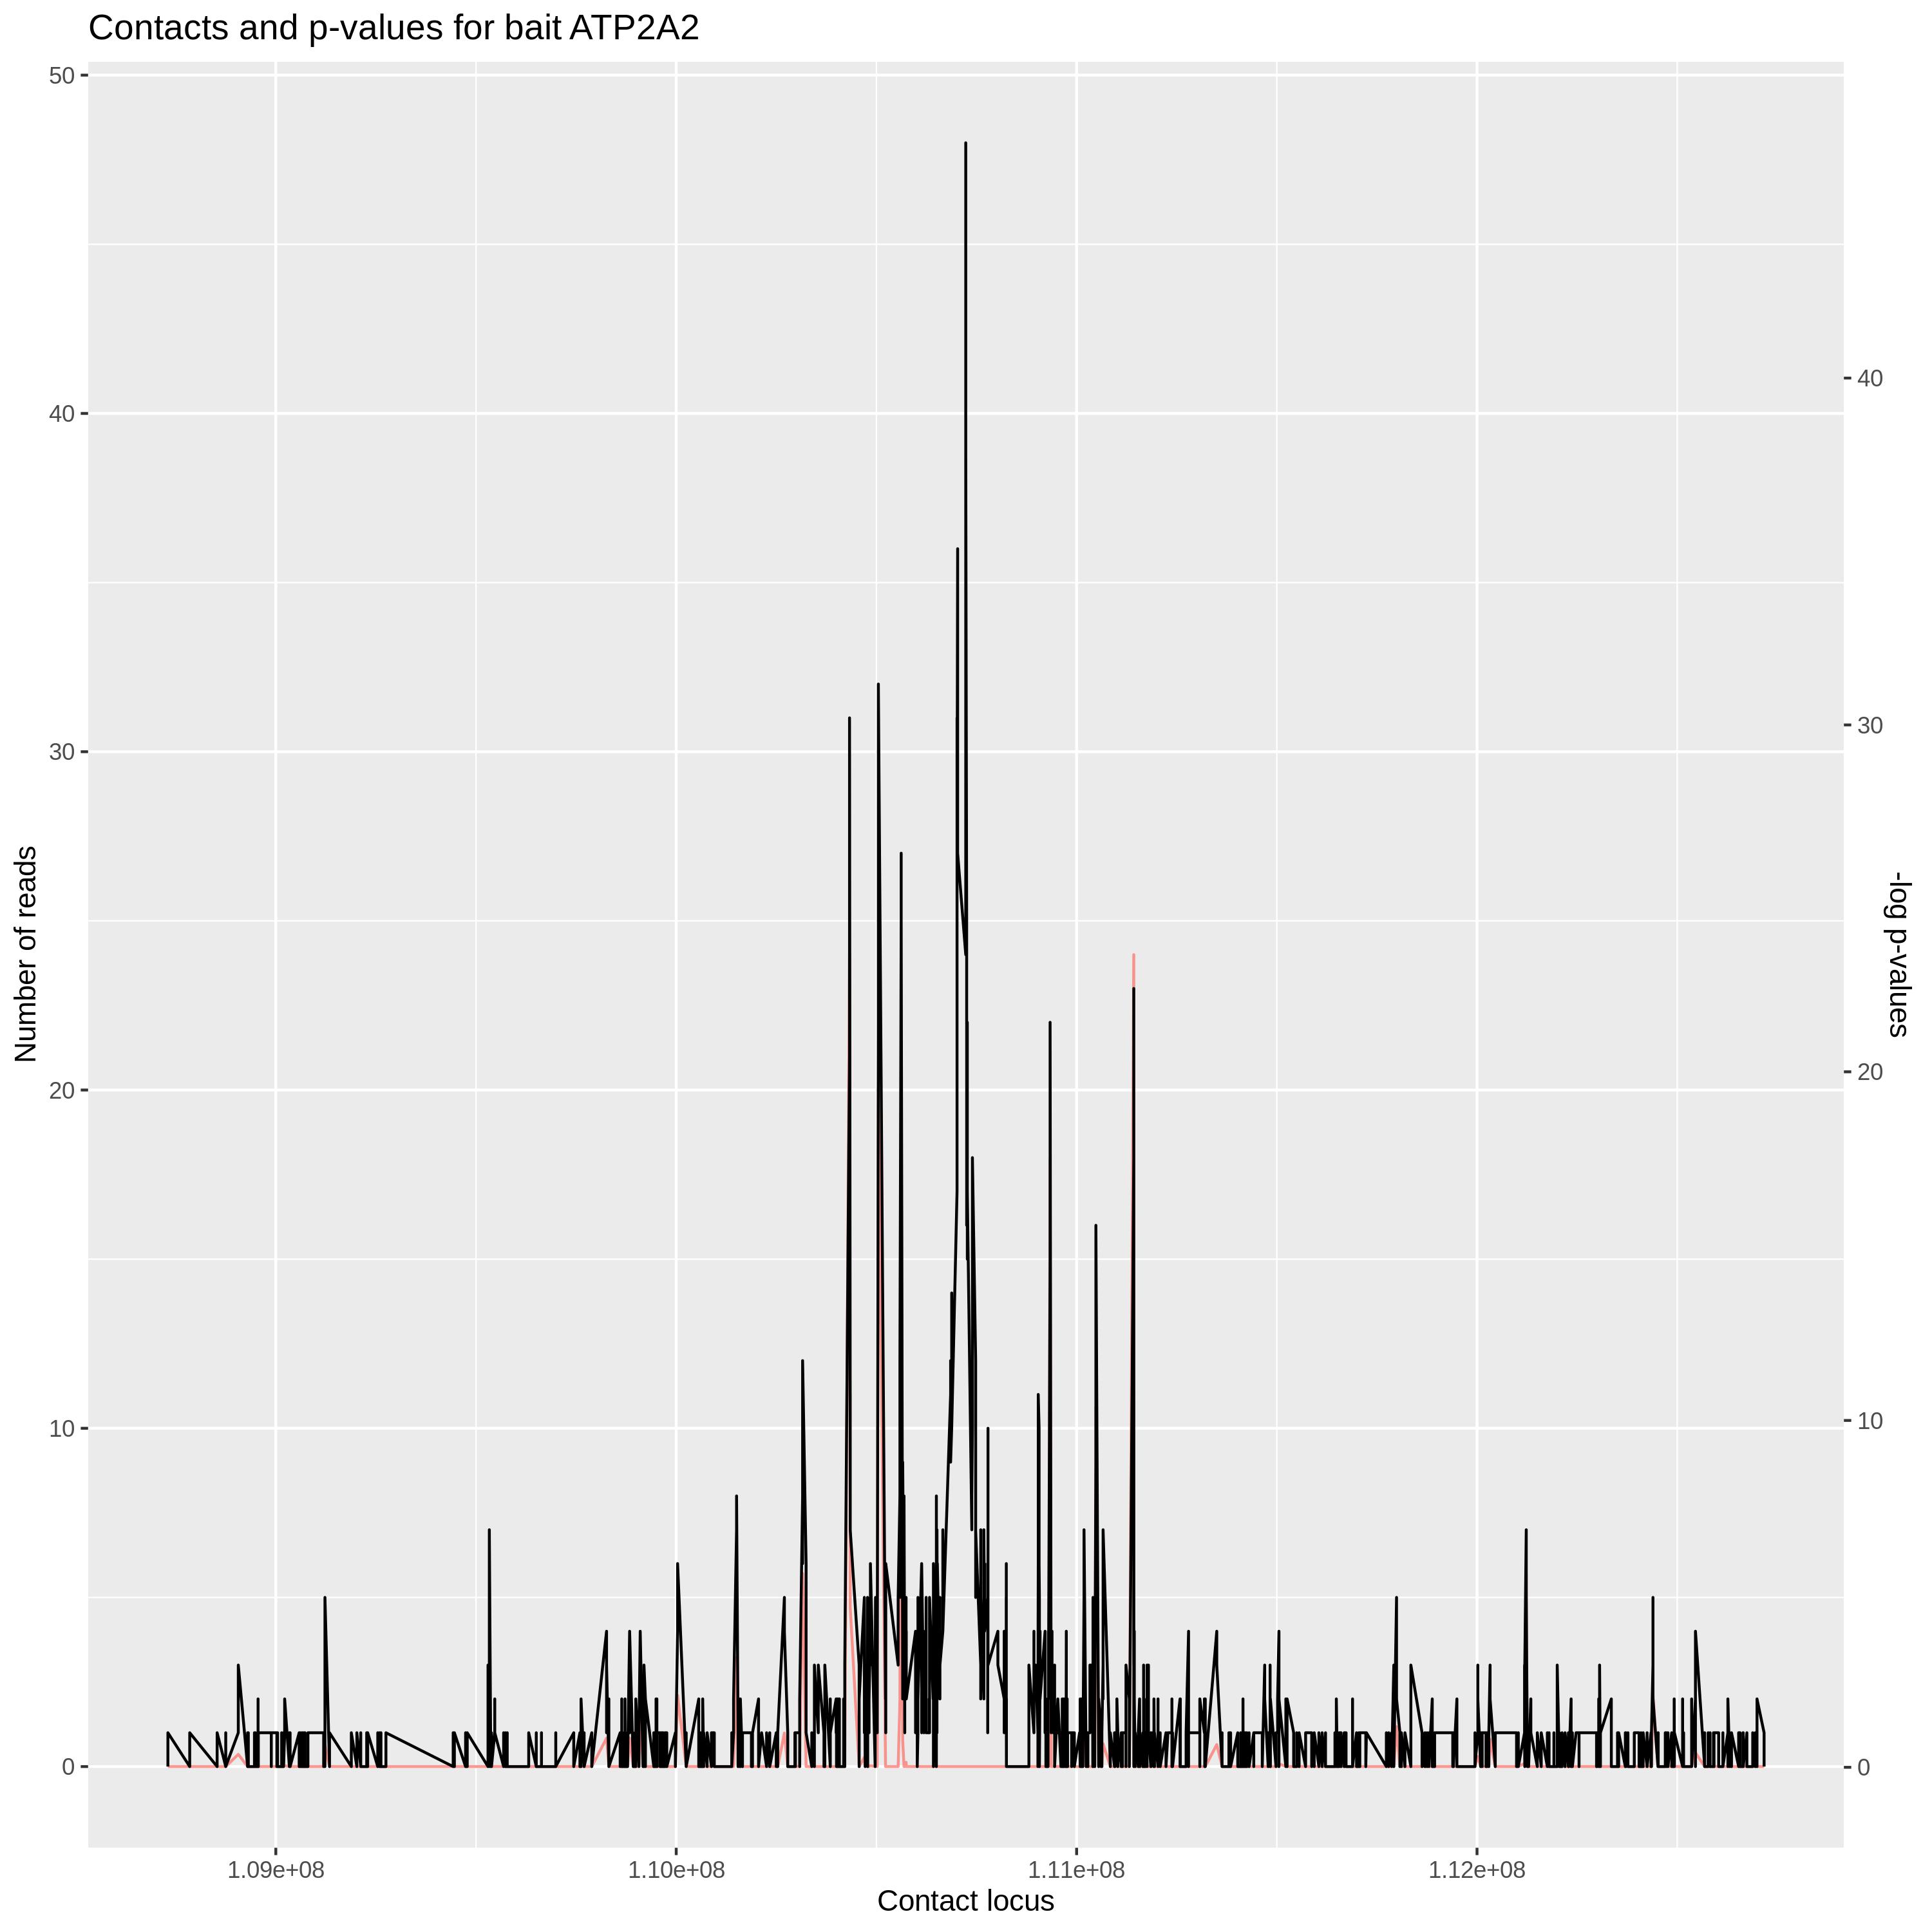 Contacts and p-values for bait ATP2A2
50
40
30
20
10
0
Number of reads
40
30
20
10
0
-log p-values
1.09e+08
1.10e+08
1.11e+08
1.12e+08
Contact locus